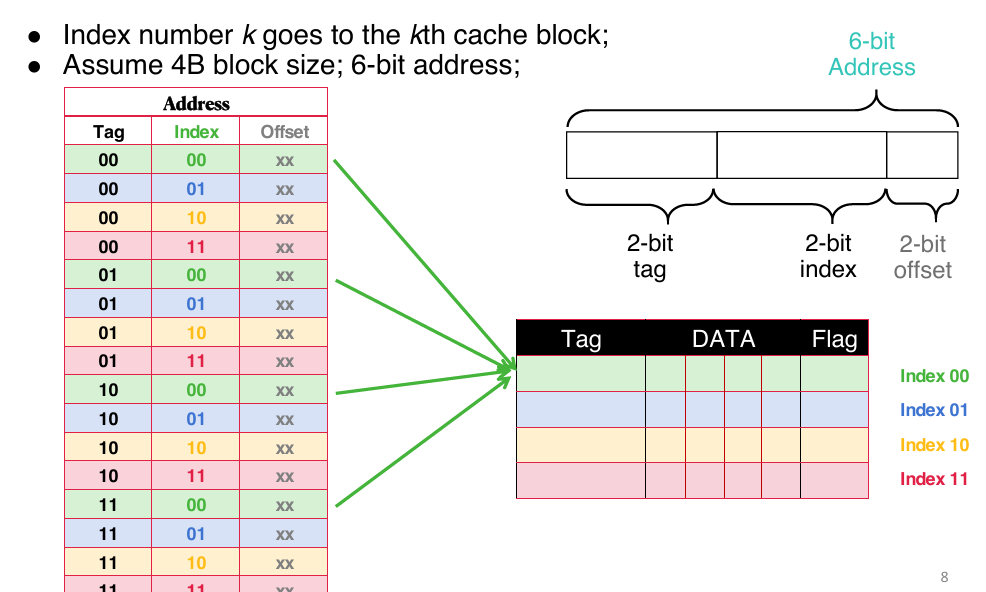 ● Index number k goes to the kth cache block;
● Assume 4B block size; 6-bit address;
Address
Tag Index Offset
00 00 xx
00 01 xx
00 10 xx
00 11 xx
01 00 xx
01 01 xx
01 10 xx
01 11 xx
10 00 xx
10 01 xx
10 10 xx
10 11 xx
11 00 xx
11 01 xx
11 10 xx
11 11 xx
6-bit
Address
2-bit
tag
2-bit
index
2-bit
offset
Tag DATA Flag
Index 00
Index 01
Index 10
Index 11
8